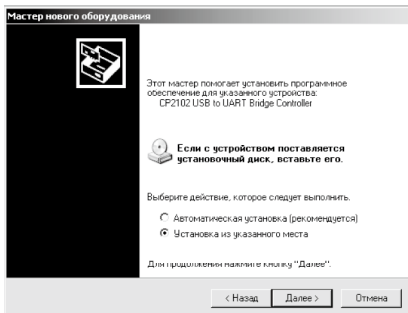 Мастер нового оборудования
Этот мастер помогает установить программное
обеспечение для указанного устройства:
CP2102 USB to UART Bridge Controller
Если с устройством поставляется
установочный диск, вставьте его.
Выберите действие, которое следует выполнить.
Автоматическая установка (рекомендуется)
Установка из указанного места
Для продолжения нажмите кнопку "Далее".
< Назад
Далее >
Отмена